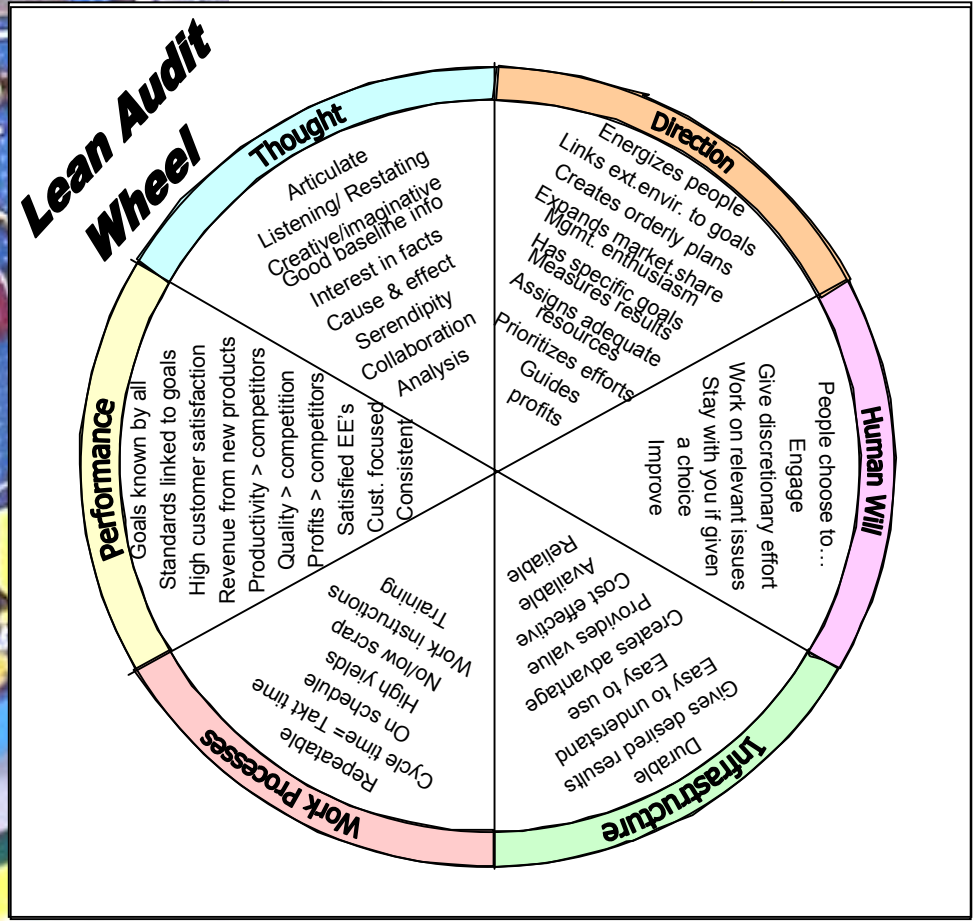 Lean Audit
Wheel
Thought
Articulate
Listening/ Restating
Creative/imaginative
Good baseline info
Interest in facts
Cause & effect
Serendipity
Collaboration
Analysis
Direction
Energizes people
Links ext.envir. to goals
Creates orderly plans
Expands market share
Mgmt. enthusiasm
Has specific goals
Measures results
Assigns adequate
resources
Prioritizes efforts
Guides
profits
Human Will
People choose to...
Engage
Give discretionary effort
Work on relevant issues
Stay with you if given
a choice
Improve
Infrastructure
Durable
Gives desired results
Easy to understand
Easy to use
Creates advantage
Provides value
Cost effective
Available
Reliable
Work Processes
Repeatable
Cycle time= Takt time
On schedule
High yields
No/low scrap
Work instructions
Training
Performance
Goals known by all
Standards linked to goals
High customer satisfaction
Revenue from new products
Productivity > competitors
Quality > competition
Profits > competitors
Satisfied EE's
Cust. focused
Consistent